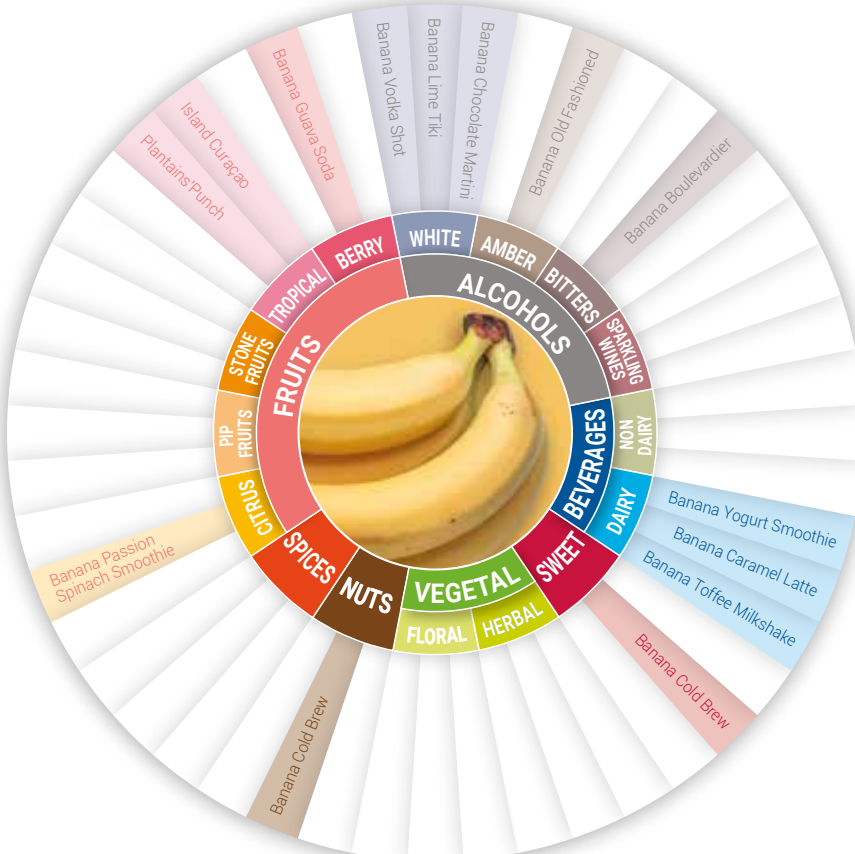 Banana Vodka Shot
Banana Lime Tiki
Banana Chocolate Martini
Banana Old Fashioned
Banana Boulevardier
Banana Yogurt Smoothie
Banana Caramel Latte
Banana Toffee Milkshake
Banana Cold Brew
Banana Cold Brew
Banana Passion
Spinach Smoothie
Plantains Punch
Island Curaçao
Banana Guava Soda
WHITE
AMBER
BITTERS
SPARKLING
WINES
NON
DAIRY
DAIRY
SWEET
HERBAL
FLORAL
NUTS
SPICES
CITRUS
PIP
FRUITS
STONE
FRUITS
TROPICAL
BERRY
ALCOHOLS
BEVERAGES
VEGETAL
FRUITS